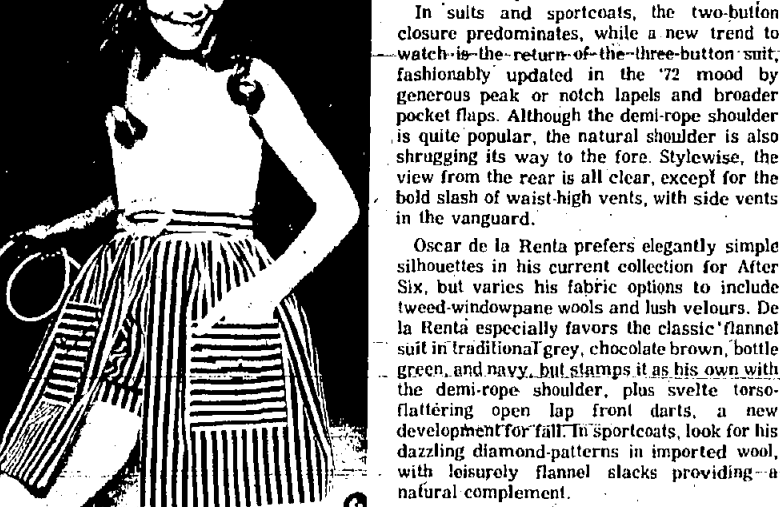 In suits and sportcoats, the two-button
closure predominates, while a new trend to
watch is the return of the three-button suit,
fashionably updated in the '72 mood by
generous peak or notch lapels and broader
pocket flaps. Although the demi-rope shoulder
is quite popular, the natural shoulder is also
shrugging its way to the fore. Stylewise, the
view from the rear is all clear, except for the
bold slash of waist-high vents, with side vents
in the vanguard.
Oscar de la Renta prefers elegantly simple
silhouettes in his current collection for After
Six, but varies his fabric options to include
tweed-windowpane wools and lush velours. De
la Renta especially favors the classic flannel
suit in traditional grey, chocolate brown, bottle
green, and navy, but stamps it as his own with
the demi-rope shoulder, plus svelte torso-
flattering open lap front darts, a new
development for fall. In sportcoats, look for his
dazzling diamond-patterns in imported wool,
with leisurely flannel slacks providing a
natural complement.